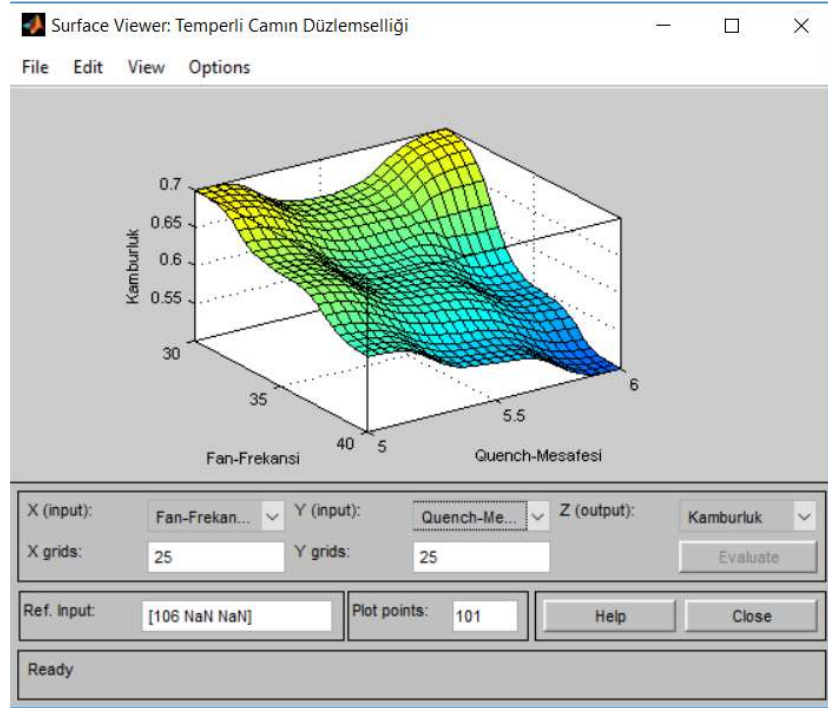 Surface Viewer: Temperli Camın Düzlemselliği
File Edit View Options
0.7
0.65
0.6
0.55
Kamburluk
30
35
40
5
5.5
6
Fan-Frekansi
Quench-Mesafesi
X (input): Fan-Frekan... Y (input): Quench-Me... Z (output): Kamburluk
X grids: 25 Y grids: 25 Evaluate
Ref. Input: [106 NaN NaN] Plot points: 101 Help Close
Ready